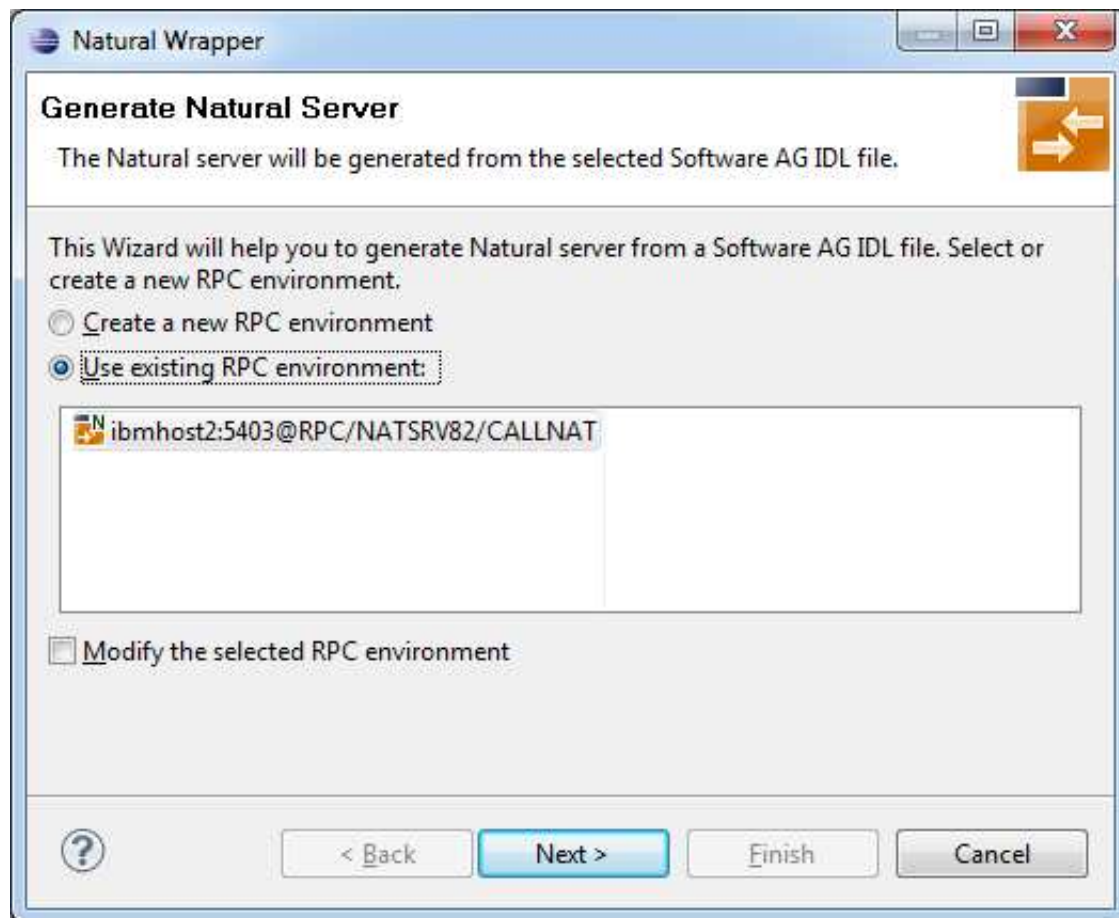 Natural Wrapper
Generate Natural Server
The Natural server will be generated from the selected Software AG IDL file.
This Wizard will help you to generate Natural server from a Software AG IDL file. Select or
create a new RPC environment.
Create a new RPC environment
Use existing RPC environment:
N
ibmhost2:5403@RPC/NATSRV82/CALLNAT
Modify the selected RPC environment
?
< Back
Next >
Finish
Cancel